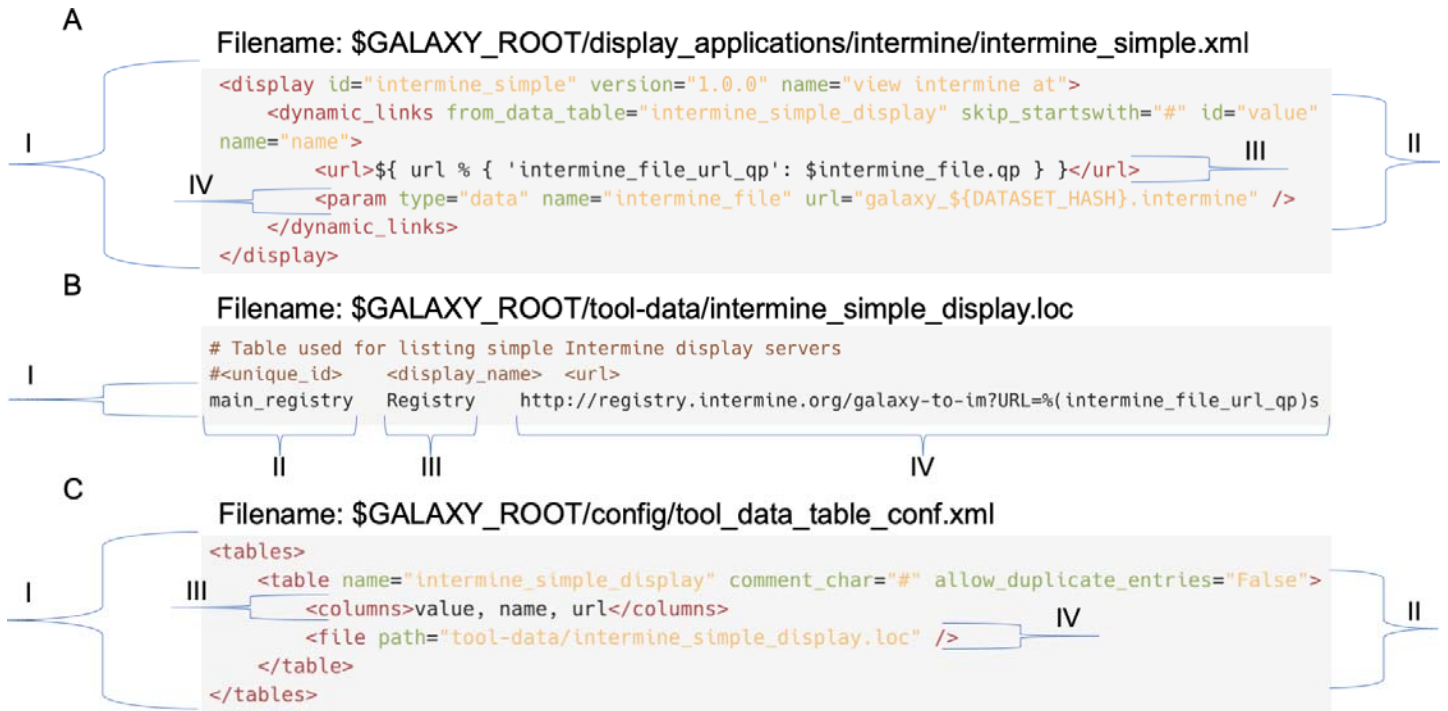 A
Filename: $GALAXY_ROOT/display_applications/intermine/intermine_simple.xml
<display id="intermine_simple" version="1.0.0" name="view intermine at">
<dynamic_links from_data_table="intermine_simple_display" skip_startswith="#" id="value"
name="name">
I
II
III
<url>${ url % { 'intermine_file_url_qp': $intermine_file.qp } }</url>
IV
<param type="data" name="intermine_file" url="galaxy_${DATASET_HASH}.intermine" />
</dynamic_links>
</display>
B
Filename: $GALAXY_ROOT/tool-data/intermine_simple_display.loc
# Table used for listing simple Intermine display servers
I
#<unique_id> <display_name> <url>
main_registry Registry http://registry.intermine.org/galaxy-to-im?URL=%(intermine_file_url_qp)s
II III IV
C
Filename: $GALAXY_ROOT/config/tool_data_table_conf.xml
<tables>
<table name="intermine_simple_display" comment_char="#" allow_duplicate_entries="False">
I
III
II
<columns>value, name, url</columns>
IV
<file path="tool-data/intermine_simple_display.loc" />
</table>
</tables>